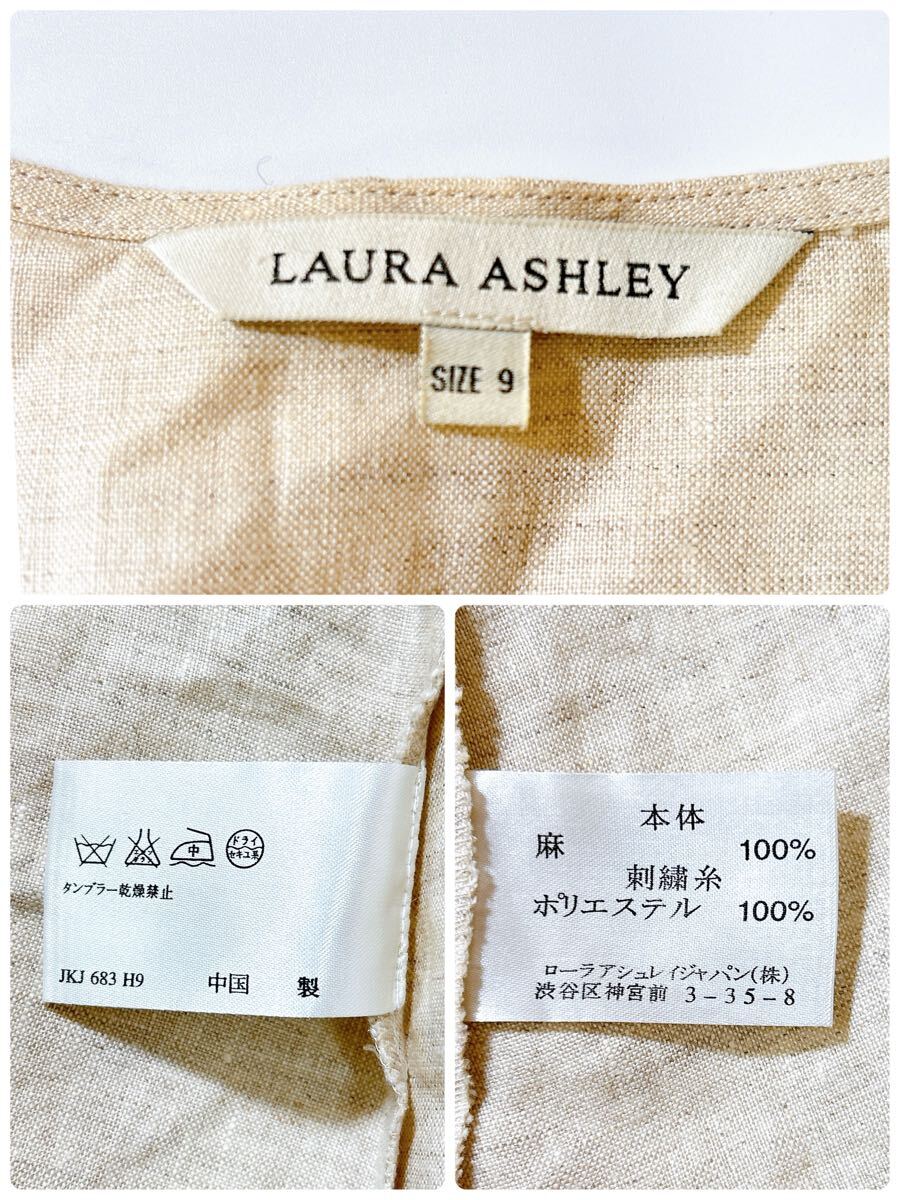 LAURA ASHLEY
SIZE 9
中
ドライ
セキユ系
タンブラー乾燥禁止
JKJ 683 H9 中国 製
本体
麻 100%
刺繍糸
ポリエステル 100%
ローラアシュレイジャパン(株)
渋谷区神宮前 3-35-8